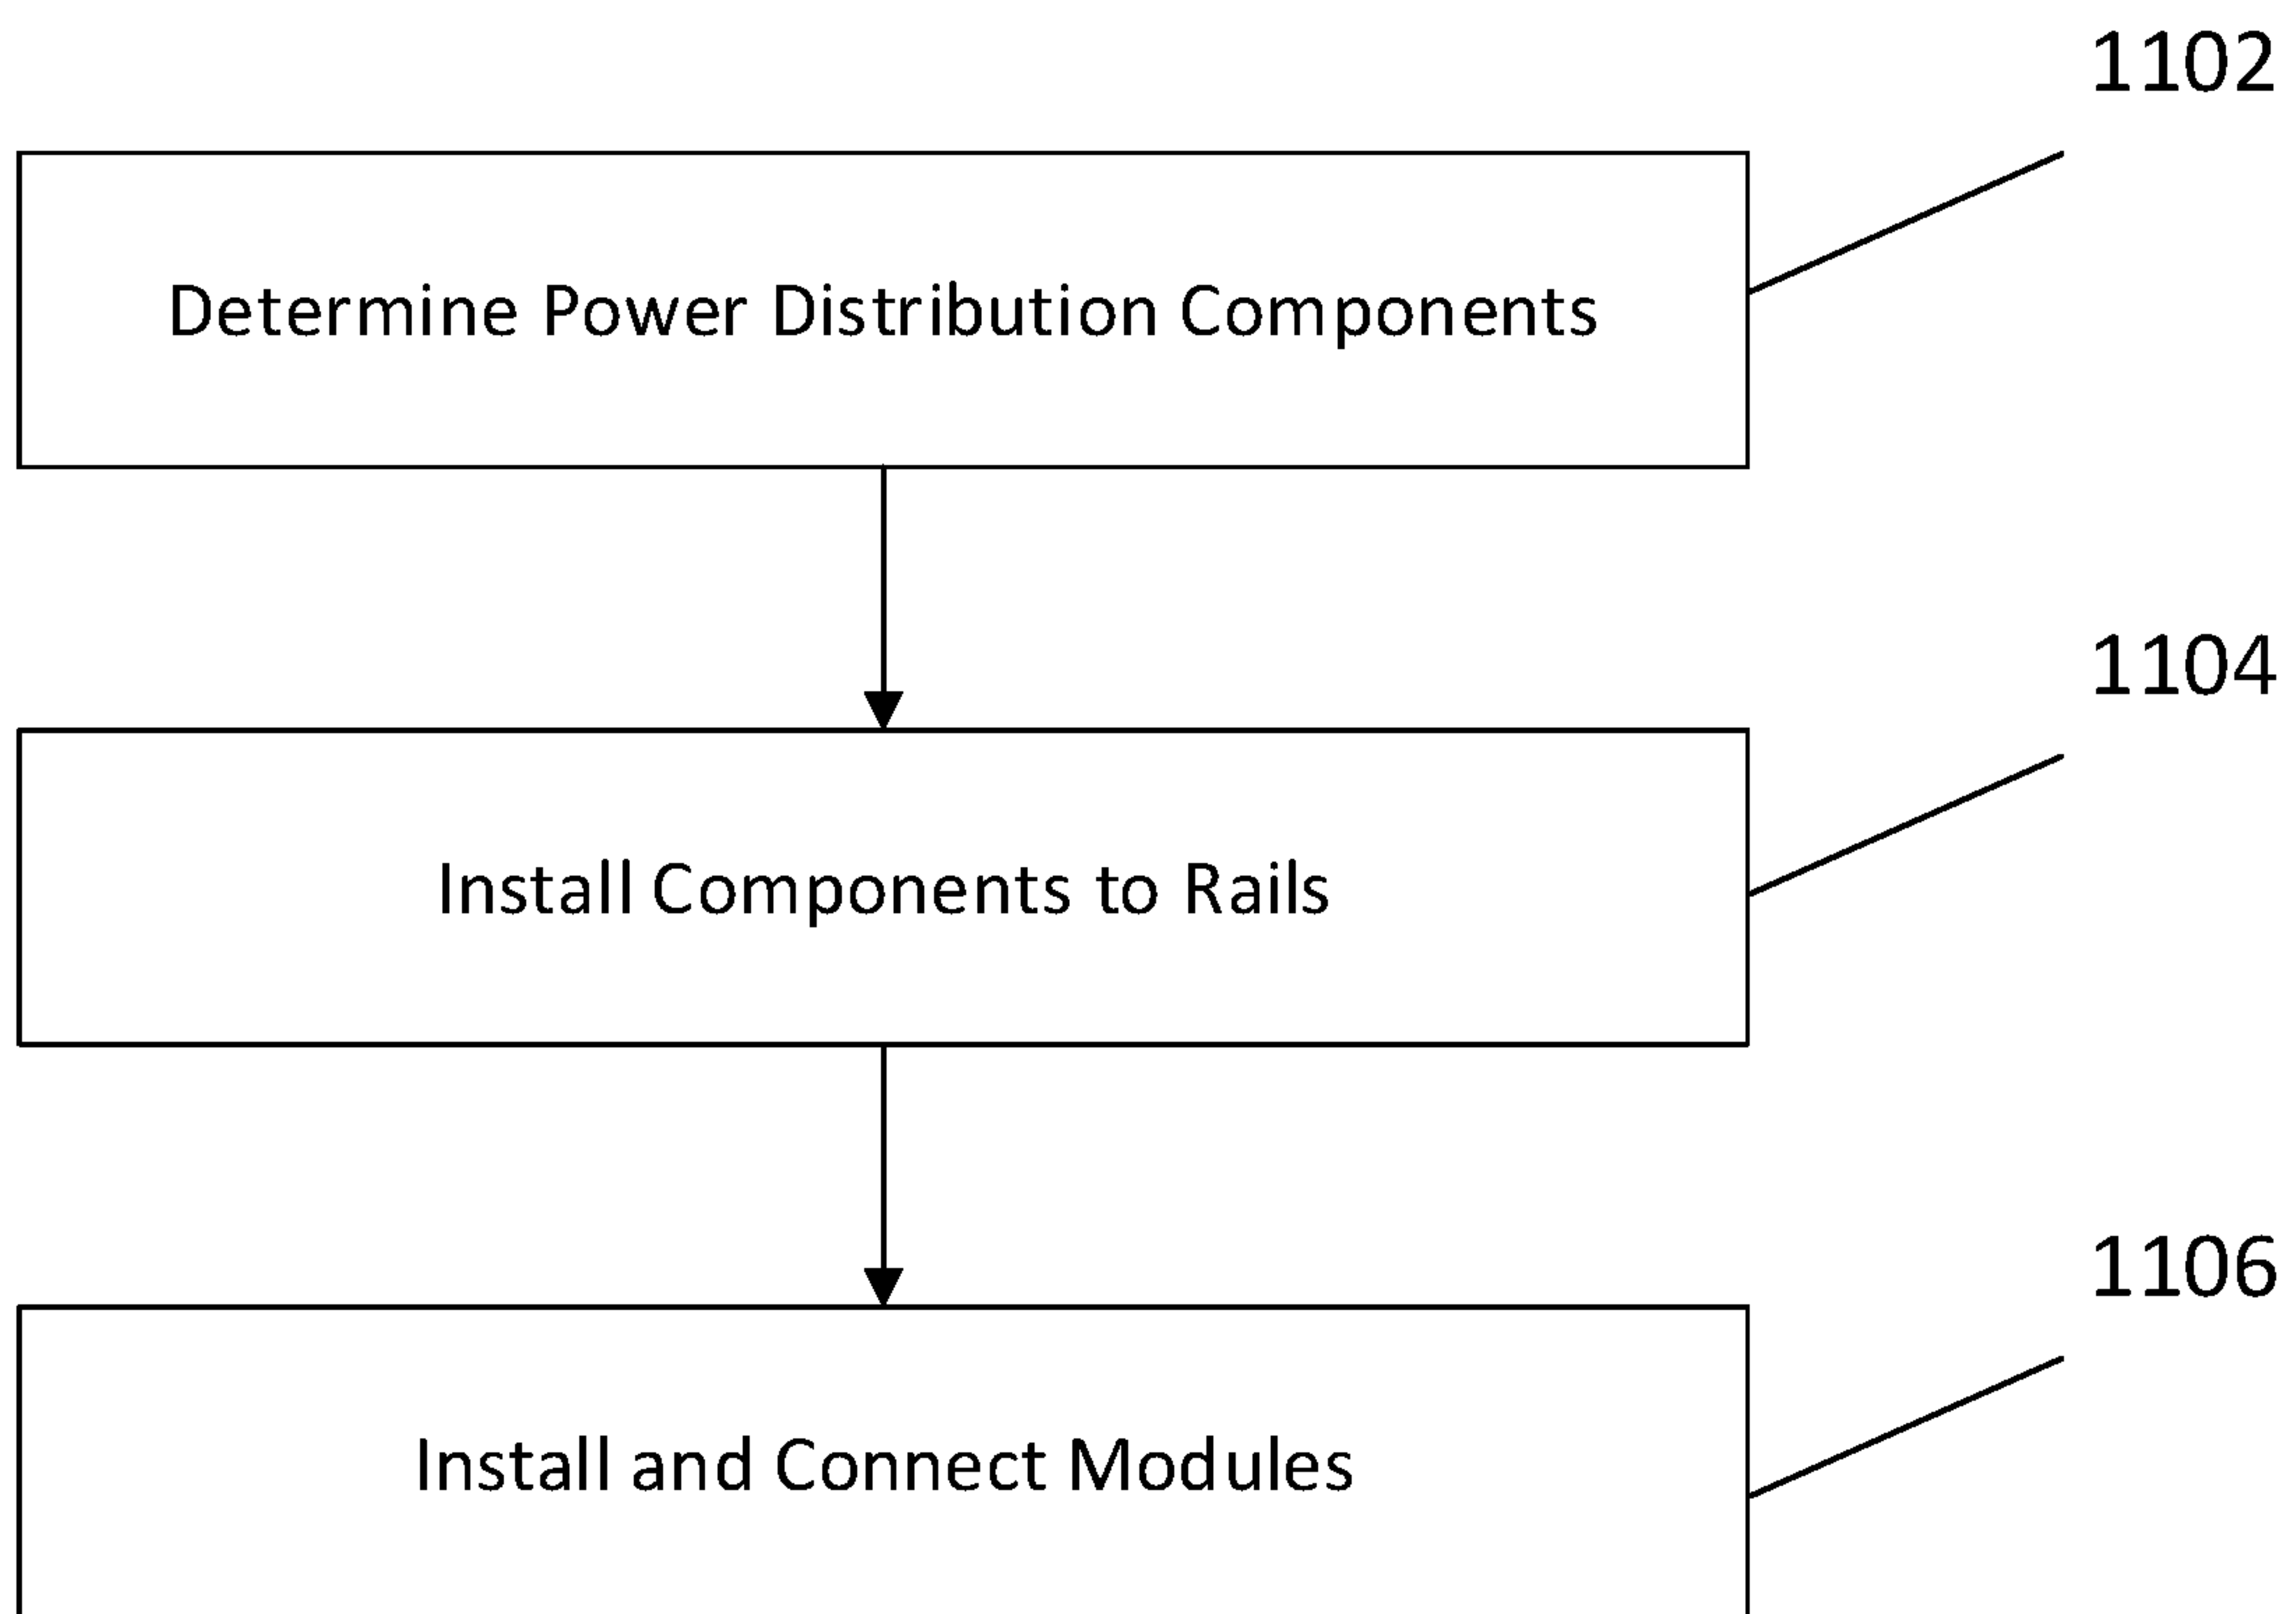 1102
Determine Power Distribution Components
1104
Install Components to Rails
1106
Install and Connect Modules